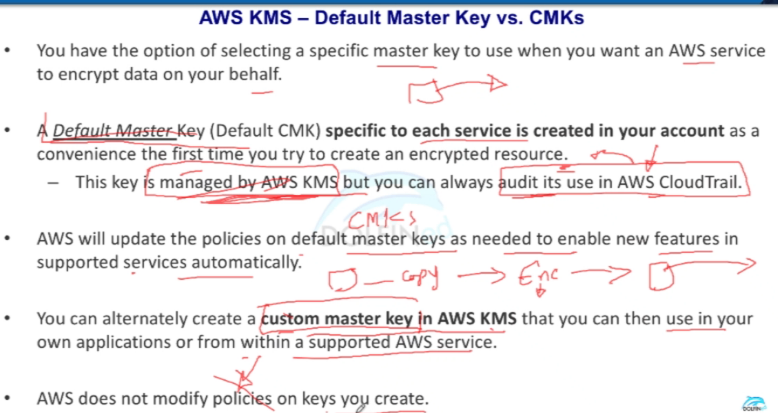 AWS KMS – Default Master Key vs. CMKs
• You have the option of selecting a specific master key to use when you want an AWS service
to encrypt data on your behalf.
• A Default Master Key (Default CMK) specific to each service is created in your account as a
convenience the first time you try to create an encrypted resource.
– This key is managed by AWS KMS but you can always audit its use in AWS CloudTrail.
CMKs
• AWS will update the policies on default master keys as needed to enable new features in
supported services automatically.
copy Enc
• You can alternately create a custom master key in AWS KMS that you can then use in your
own applications or from within a supported AWS service.
• AWS does not modify policies on keys you create.